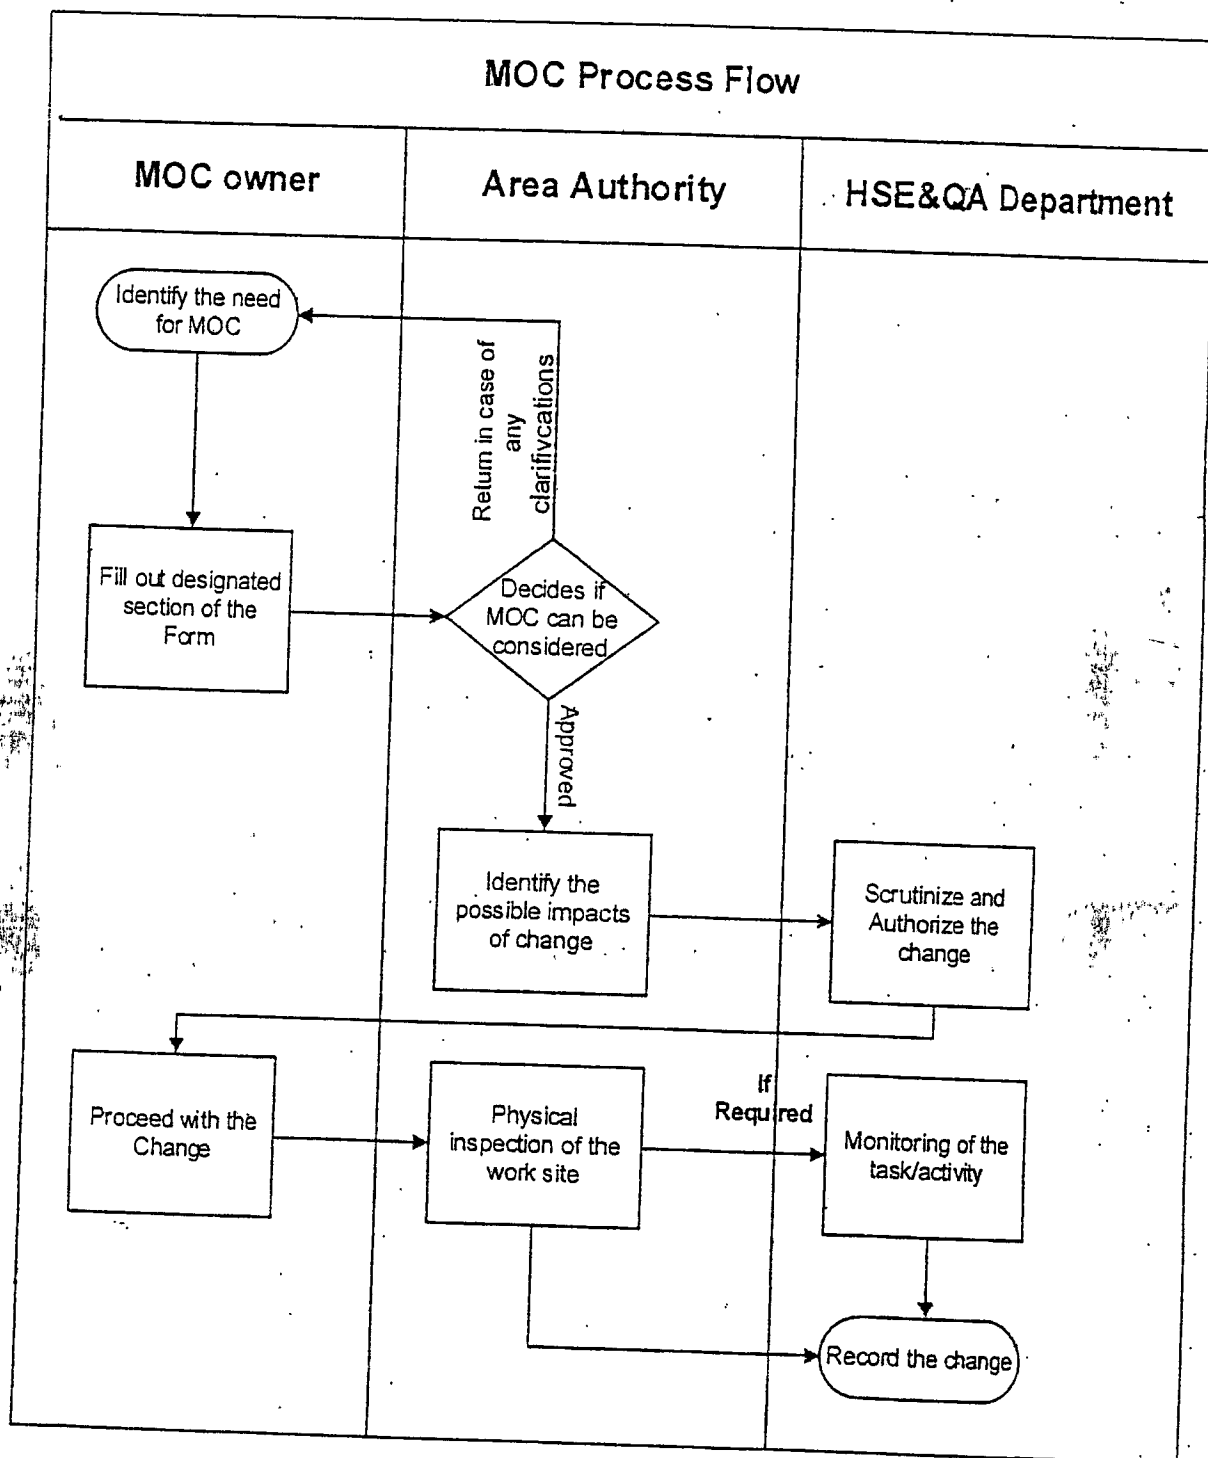 MOC Process Flow
MOC owner
Area Authority
HSE&QA Department
Identify the need
for MOC
Return in case of
any
clarifivcations
Fill out designated
section of the
Form
Decides if
MOC can be
considered
Approved
Identify the
possible impacts
of change
Scrutinize and
Authorize the
change
Proceed with the
Change
Physical
inspection of the
work site
If
Required
Monitoring of the
task/activity
Record the change